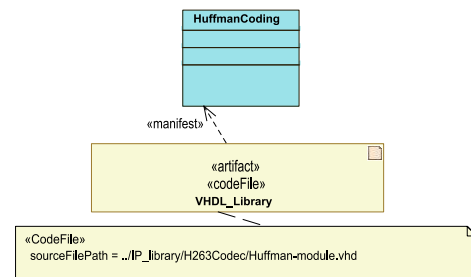 HuffmanCoding
«manifest»
«artifact»
«codeFile»
VHDL_Library
«CodeFile»
sourceFilePath = ../IP_library/H263Codec/Huffman-module.vhd